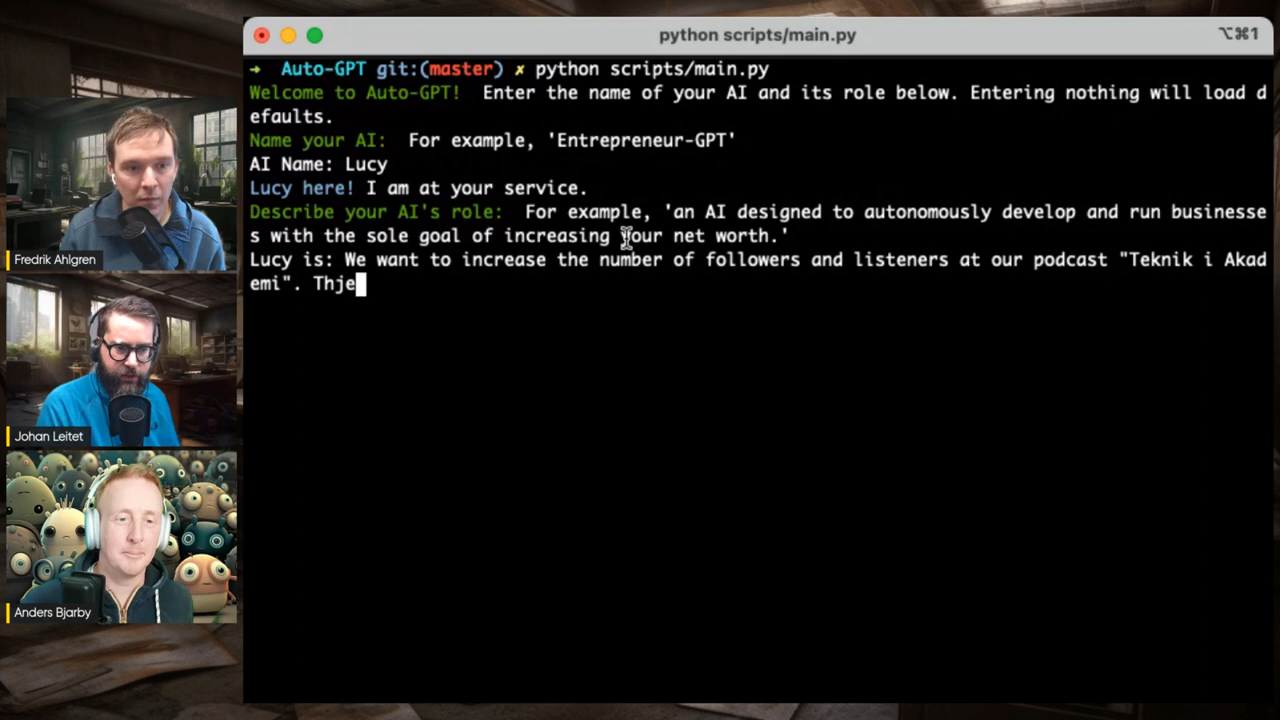 python scripts/main.py
⌥⌘1
→ Auto-GPT git:(master) ✗ python scripts/main.py
Welcome to Auto-GPT!  Enter the name of your AI and its role below. Entering nothing will load d
efaults.
Name your AI:  For example, 'Entrepreneur-GPT'
AI Name: Lucy
Lucy here! I am at your service.
Describe your AI's role:  For example, 'an AI designed to autonomously develop and run businesse
s with the sole goal of increasing your net worth.'
Lucy is: We want to increase the number of followers and listeners at our podcast "Teknik i Akad
emi". Thje
Fredrik Ahlgren
Johan Leitet
Anders Bjarby